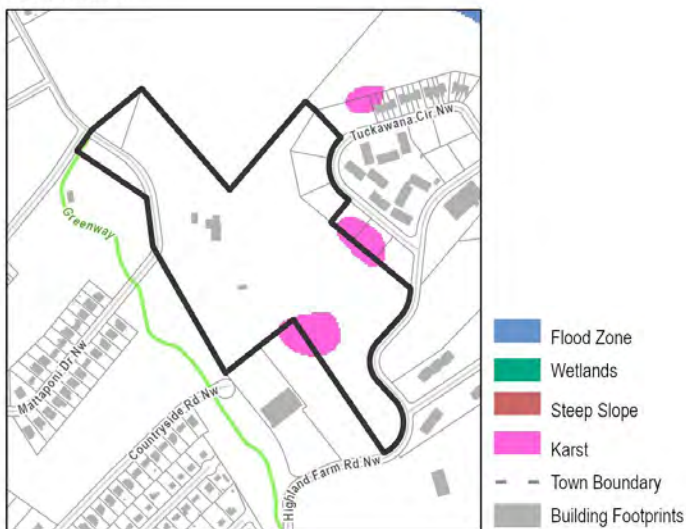 Tuckawana Cir Nw
Greenway
Mattaponi Dr Nw
Countryside Rd Nw
Highland Farm Rd Nw
Flood Zone
Wetlands
Steep Slope
Karst
Town Boundary
Building Footprints